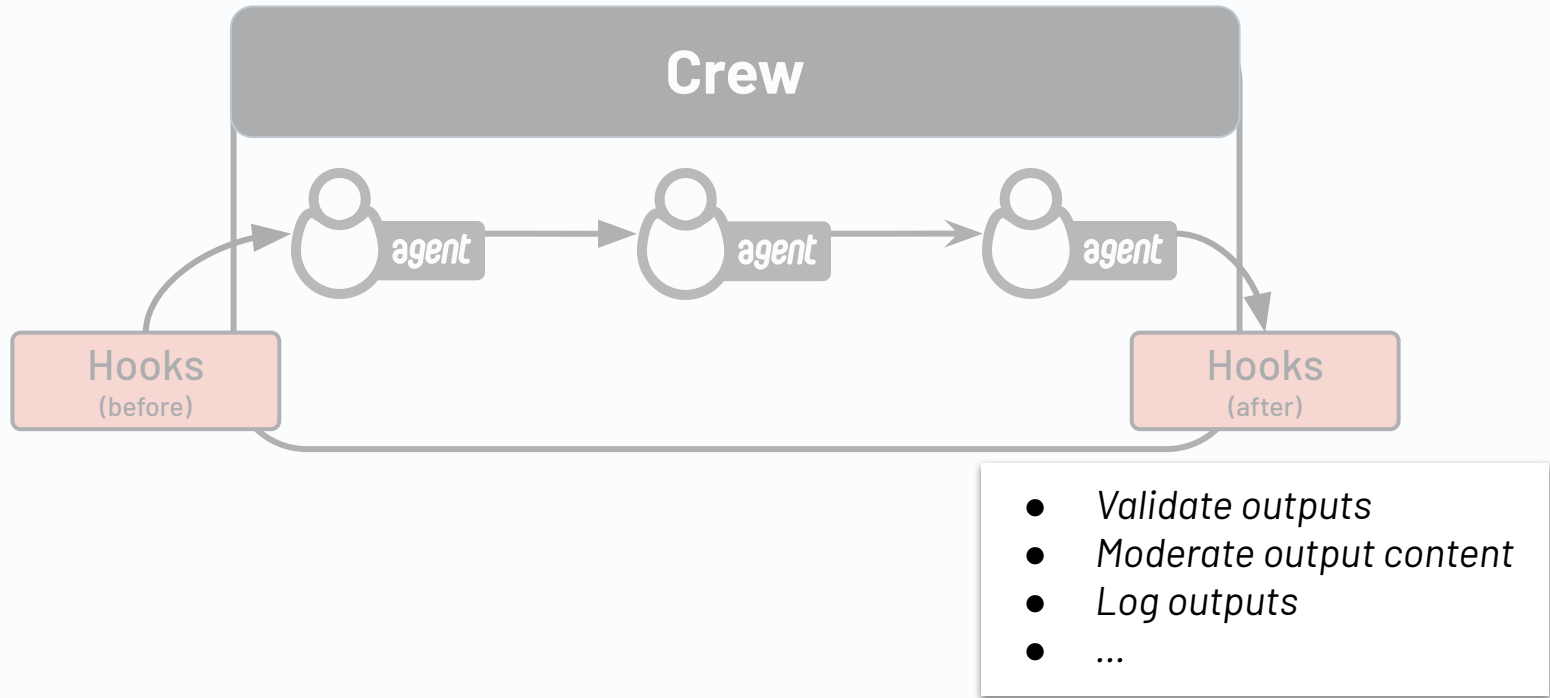 Crew
agent
agent
agent
Hooks
(before)
Hooks
(after)
● Validate outputs
● Moderate output content
● Log outputs
● ...